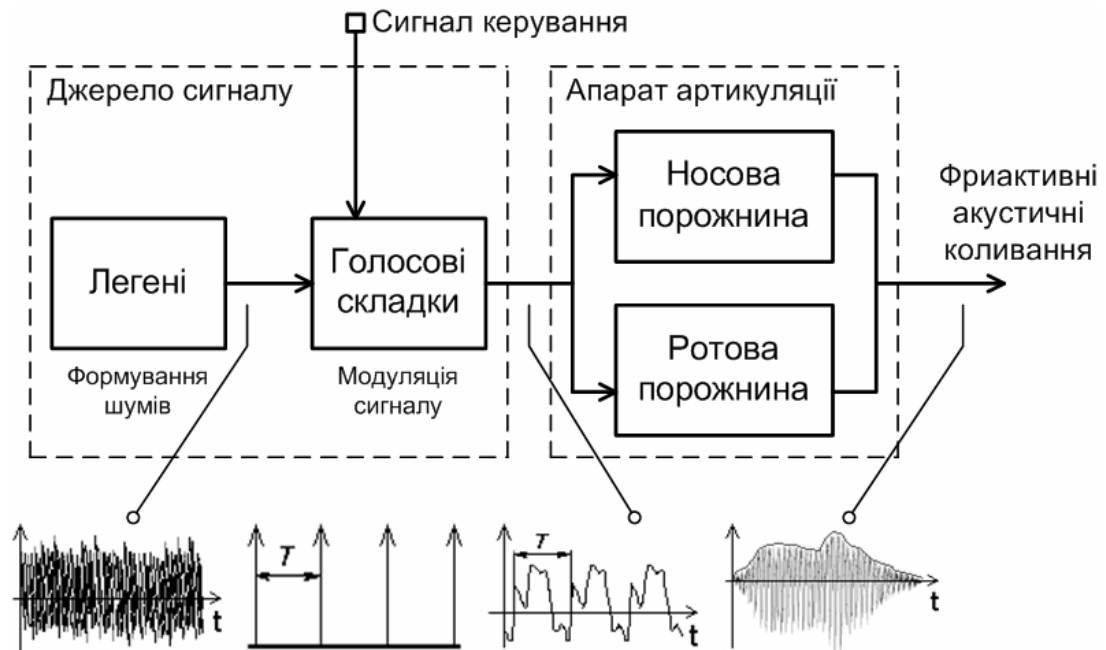 Сигнал керування
Джерело сигналу
Апарат артикуляції
Легені
Формування
шумів
Голосові
складки
Модуляція
сигналу
Носова
порожнина
Ротова
порожнина
Фриактивні
акустичні
коливання
t
T
T
t
t